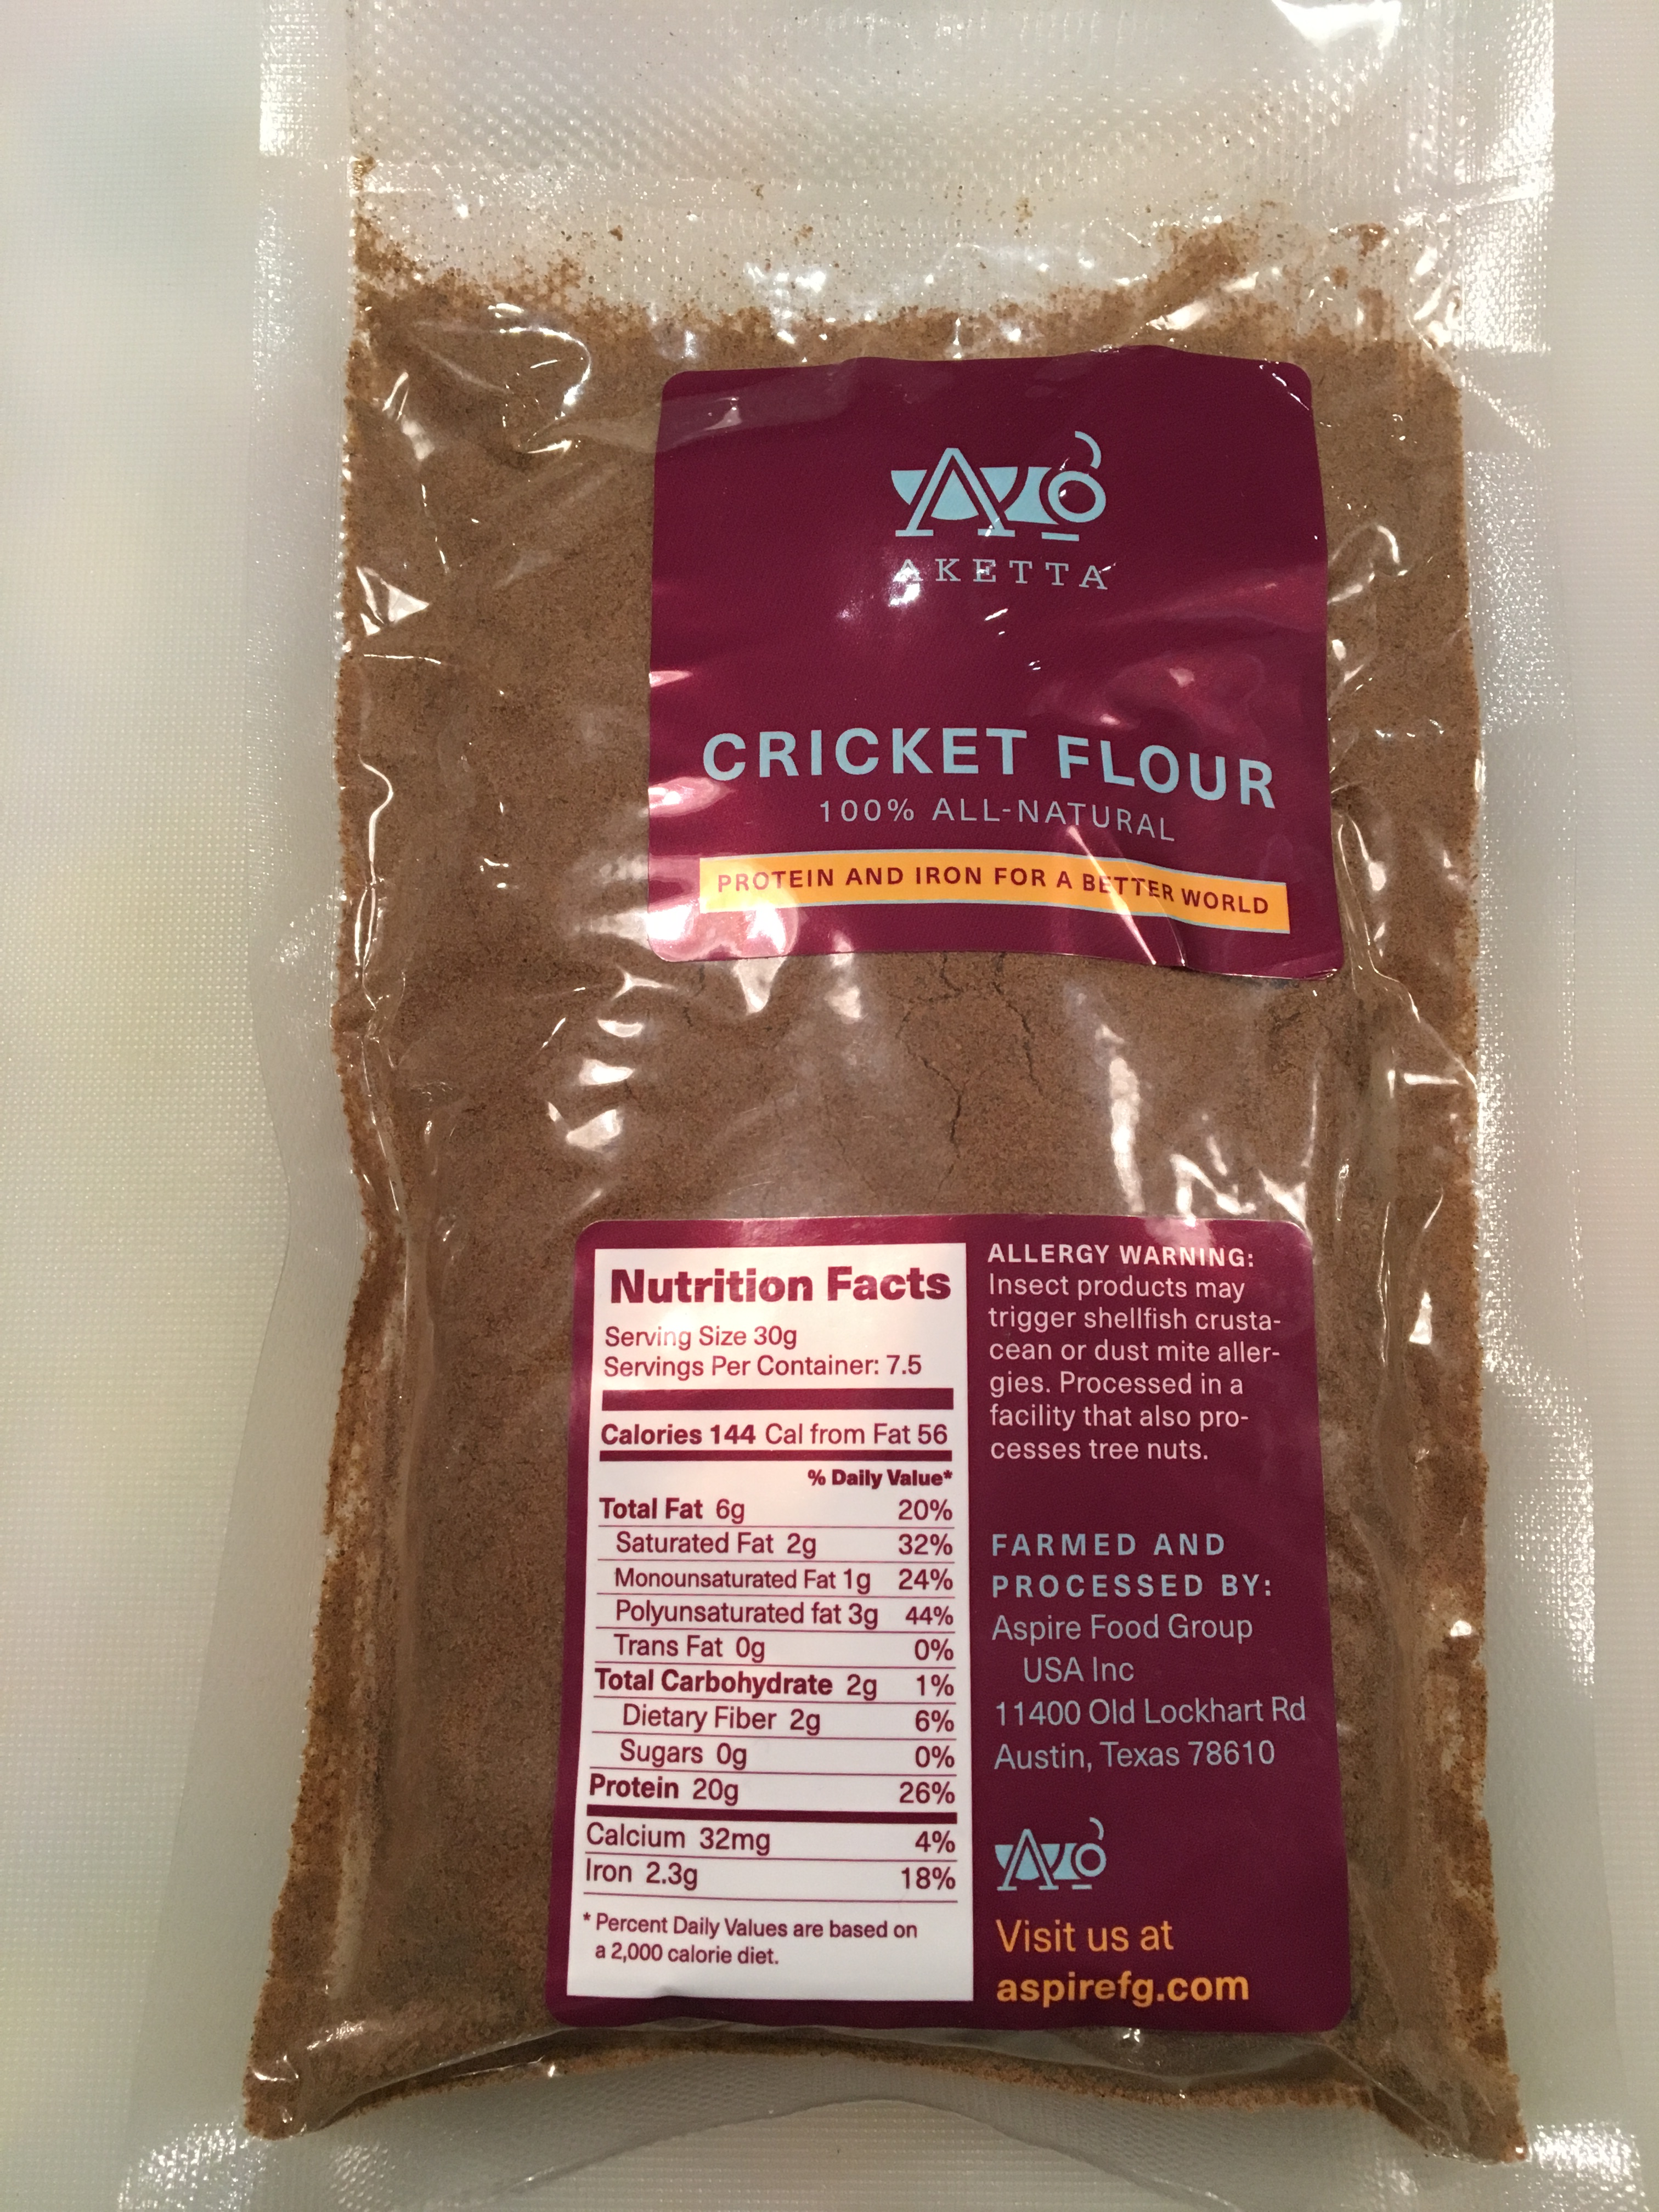 AKETTA
CRICKET FLOUR
100% ALL-NATURAL
PROTEIN AND IRON FOR A BETTER WORLD
Nutrition Facts
Serving Size 30g
Servings Per Container: 7.5
Calories 144 Cal from Fat 56
% Daily Value*
Total Fat 6g 20%
Saturated Fat 2g 32%
Monounsaturated Fat 1g 24%
Polyunsaturated fat 3g 44%
Trans Fat 0g 0%
Total Carbohydrate 2g 1%
Dietary Fiber 2g 6%
Sugars 0g 0%
Protein 20g 26%
Calcium 32mg 4%
Iron 2.3g 18%
* Percent Daily Values are based on
a 2,000 calorie diet.
ALLERGY WARNING:
Insect products may
trigger shellfish crusta-
cean or dust mite aller-
gies. Processed in a
facility that also pro-
cesses tree nuts.
FARMED AND
PROCESSED BY:
Aspire Food Group
USA Inc
11400 Old Lockhart Rd
Austin, Texas 78610
Visit us at
aspirefg.com